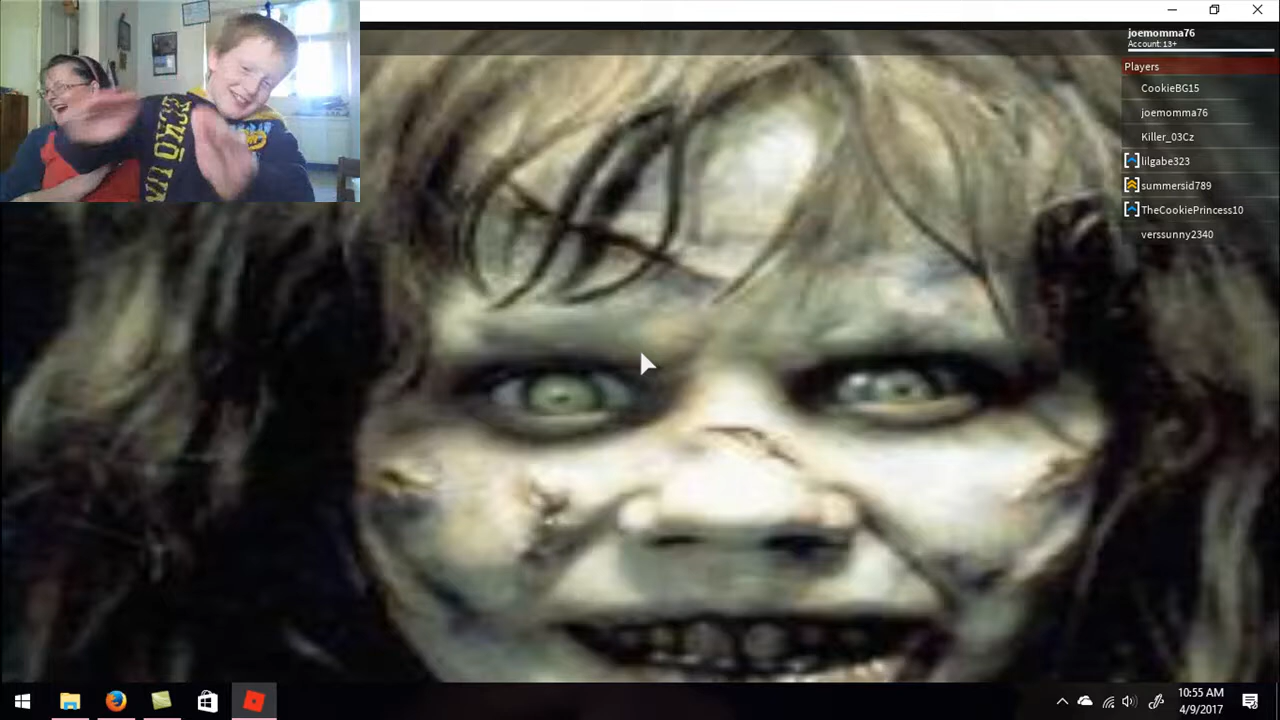 joemomma76
Account: 13+
Players
CookieBG15
joemomma76
Killer_03Cz
lilgabe323
summersid789
TheCookiePrincess10
verssunny2340
10:55 AM
4/9/2017